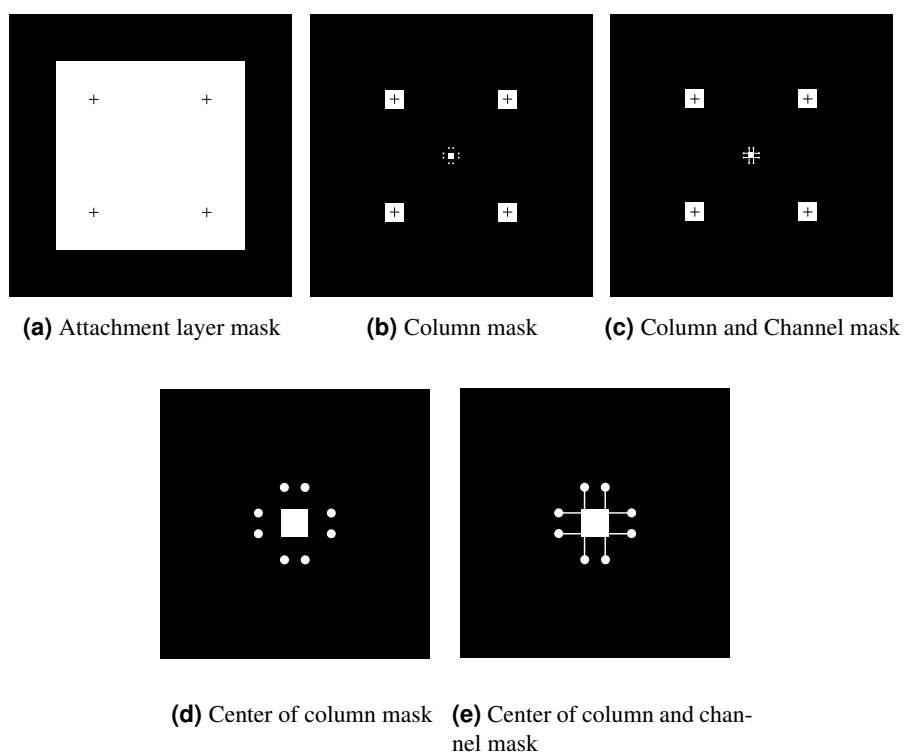 (a) Attachment layer mask
(b) Column mask
(c) Column and Channel mask
(d) Center of column mask
(e) Center of column and chan-
nel mask